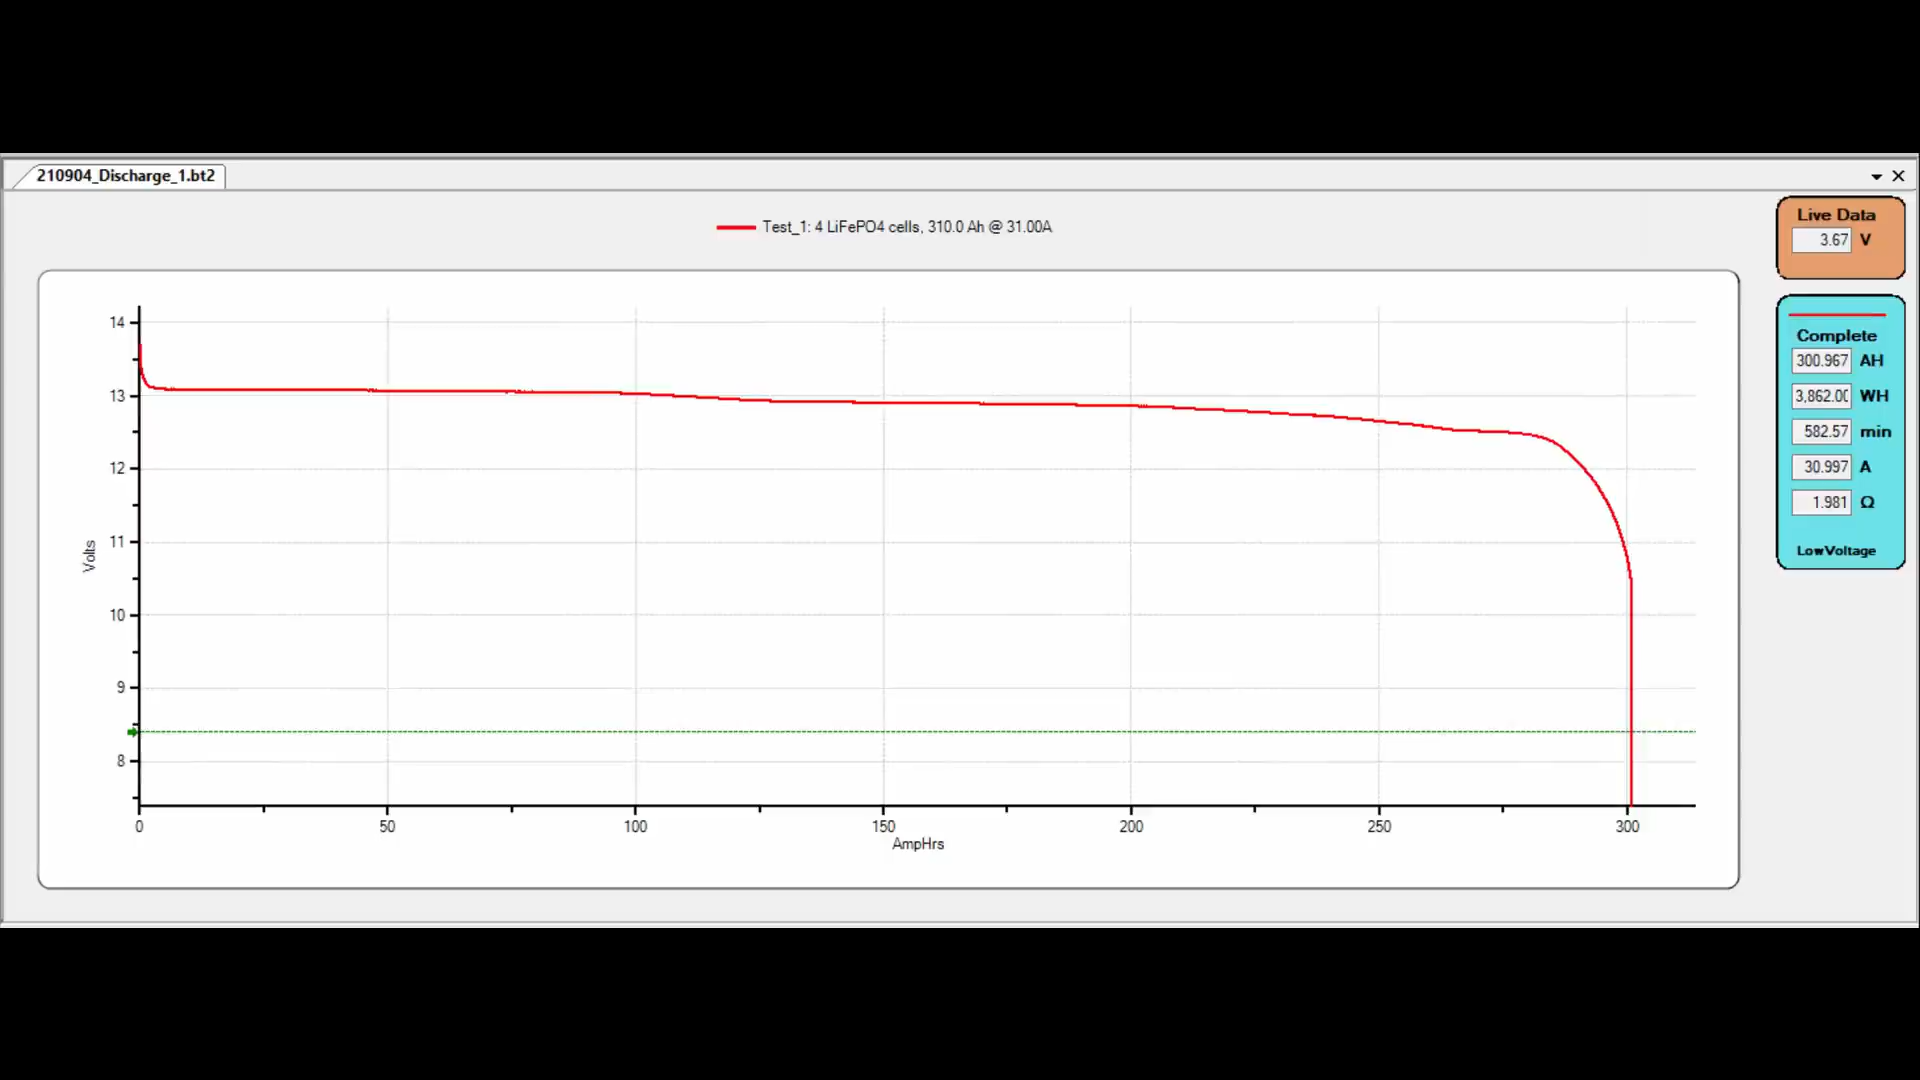 210904_Discharge_1.bt2
Test_1: 4 LiFePO4 cells, 310.0 Ah @ 31.00A
Live Data
3.67 V
Complete
300.967 AH
3,862.00 WH
582.57 min
30.997 A
1.981 Ω
LowVoltage
14
13
12
11
10
9
8
Volts
0 50 100 150 200 250 300
AmpHrs